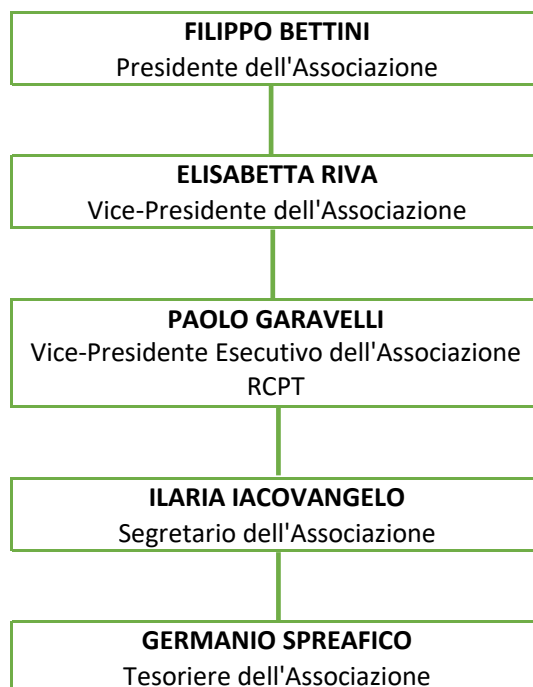 FILIPPO BETTINI
Presidente dell'Associazione
ELISABETTA RIVA
Vice-Presidente dell'Associazione
PAOLO GARAVELLI
Vice-Presidente Esecutivo dell'Associazione
RCPT
ILARIA IACOVANGELO
Segretario dell'Associazione
GERMANIO SPREAFICO
Tesoriere dell'Associazione